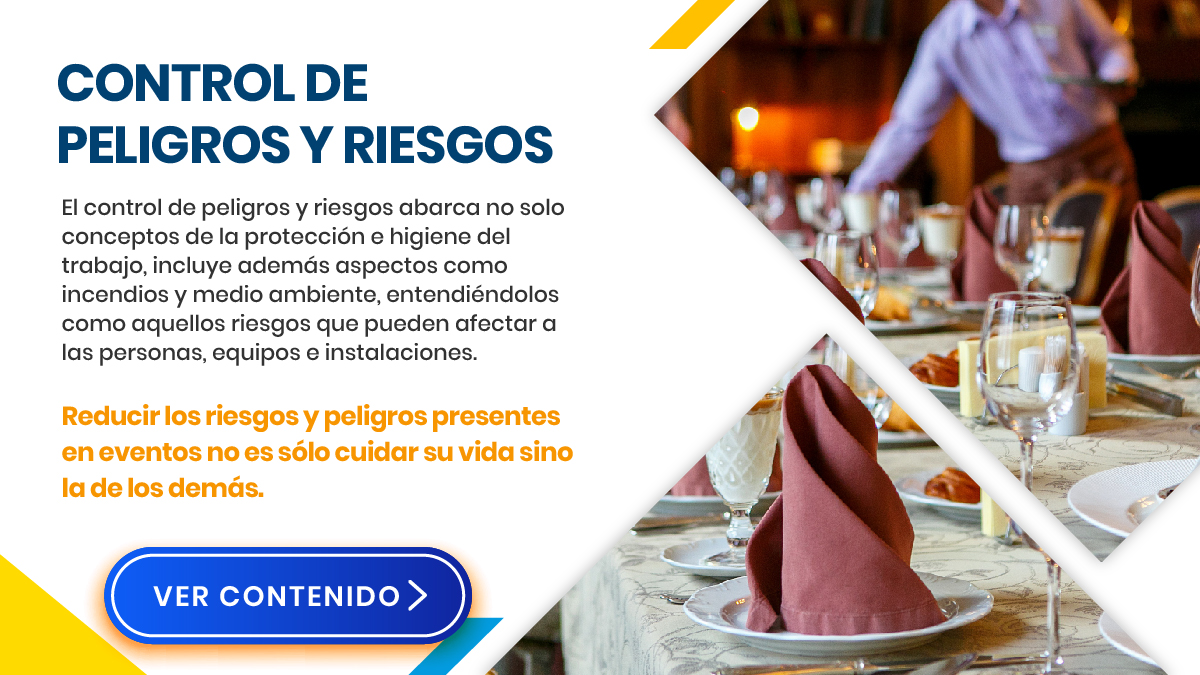 CONTROL DE
PELIGROS Y RIESGOS
El control de peligros y riesgos abarca no solo
conceptos de la protección e higiene del
trabajo, incluye además aspectos como
incendios y medio ambiente, entendiéndolos
como aquellos riesgos que pueden afectar a
las personas, equipos e instalaciones.
Reducir los riesgos y peligros presentes
en eventos no es sólo cuidar su vida sino
la de los demás.
VER CONTENIDO